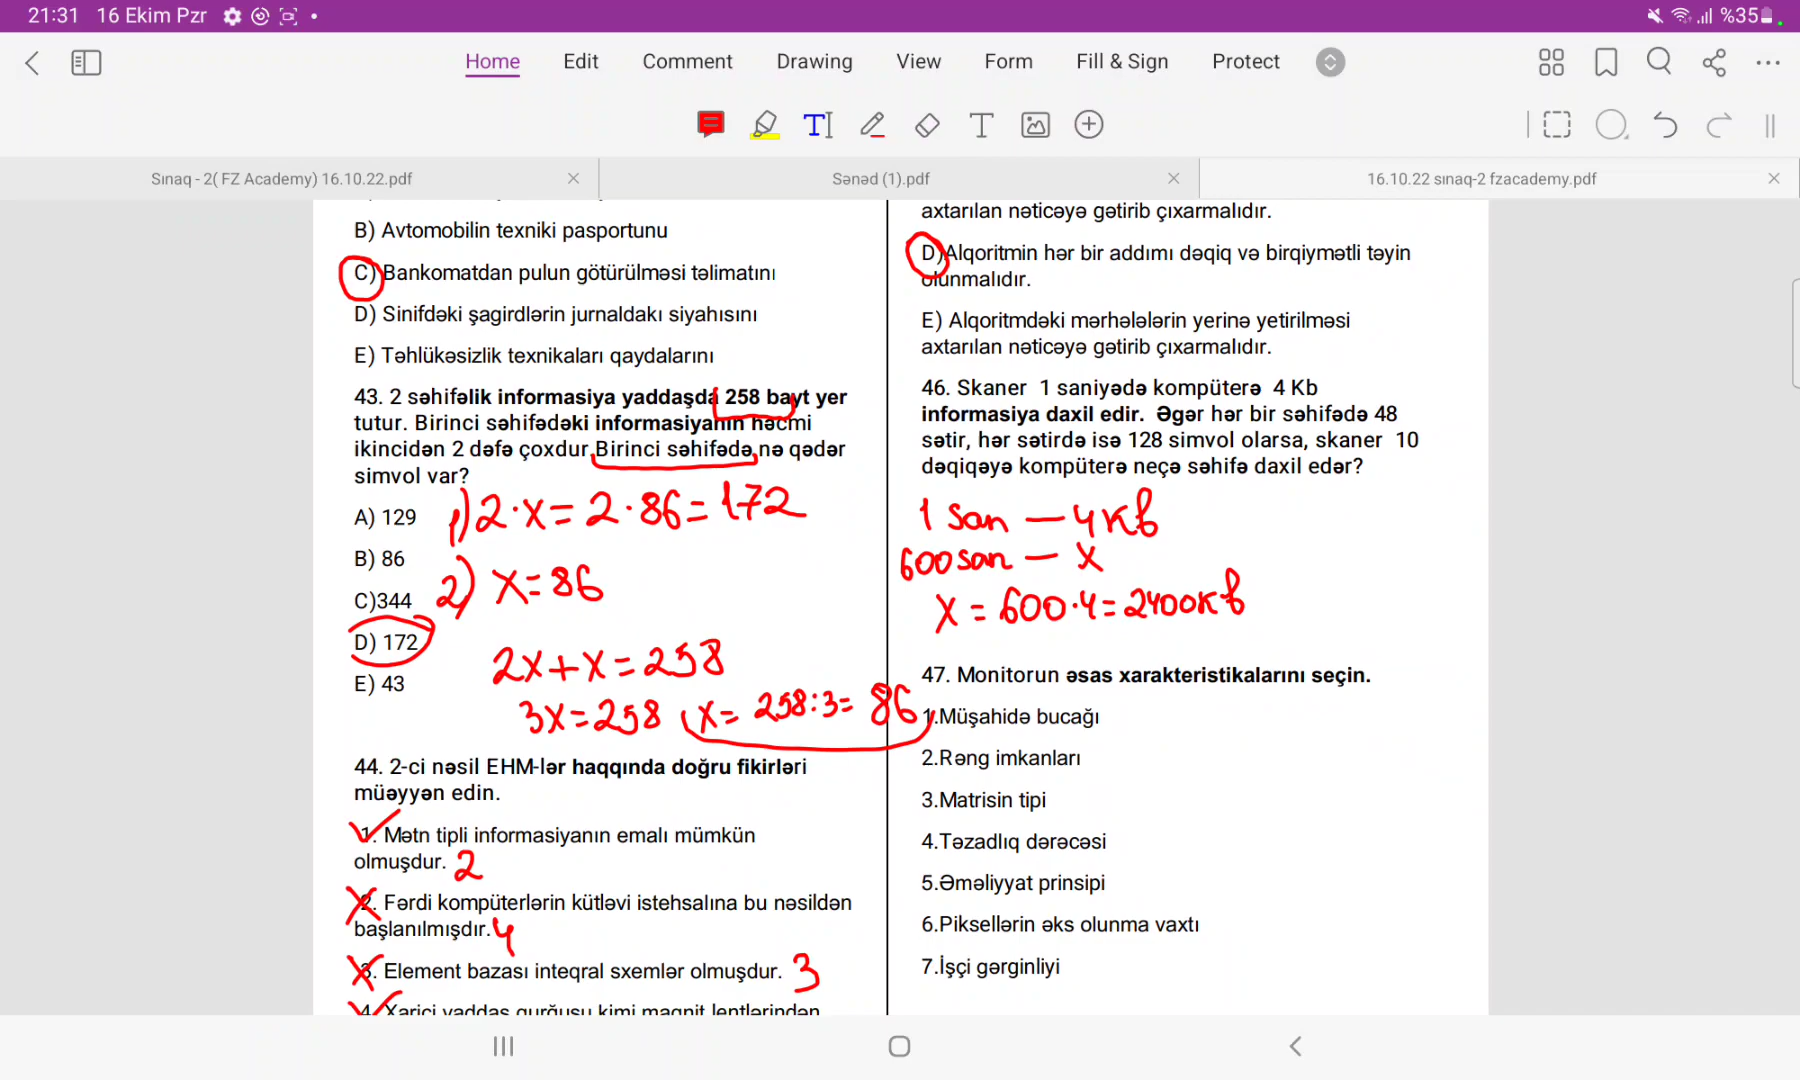 21:31 16 Ekim Pzr
%35
Home Edit Comment Drawing View Form Fill & Sign Protect
Sınaq - 2( FZ Academy) 16.10.22.pdf
Sənəd (1).pdf
16.10.22 sınaq-2 fzacademy.pdf
B) Avtomobilin texniki pasportunu
C) Bankomatdan pulun götürülməsi təlimatını
D) Sinifdəki şagirdlərin jurnaldakı siyahısını
E) Təhlükəsizlik texnikaları qaydalarını
43. 2 səhifəlik informasiya yaddaşda 258 bayt yer
tutur. Birinci səhifədəki informasiyanın həcmi
ikincidən 2 dəfə çoxdur. Birinci səhifədə nə qədər
simvol var?
A) 129
B) 86
C)344
D) 172
E) 43
1) 2·x = 2·86 = 172
2) x = 86
2x + x = 258
3x = 258
x = 258:3 = 86
44. 2-ci nəsil EHM-lər haqqında doğru fikirləri
müəyyən edin.
1. Mətn tipli informasiyanın emalı mümkün
olmuşdur. 2
2. Fərdi kompüterlərin kütləvi istehsalına bu nəsildən
başlanılmışdır. 4
3. Element bazası inteqral sxemlər olmuşdur. 3
4. Xarici yaddaş qurğusu kimi maqnit lentlərindən
axtarılan nəticəyə gətirib çıxarmalıdır.
D) Alqoritmin hər bir addımı dəqiq və birqiymətli təyin
olunmalıdır.
E) Alqoritmdəki mərhələlərin yerinə yetirilməsi
axtarılan nəticəyə gətirib çıxarmalıdır.
46. Skaner 1 saniyədə kompüterə 4 Kb
informasiya daxil edir. Əgər hər bir səhifədə 48
sətir, hər sətirdə isə 128 simvol olarsa, skaner 10
dəqiqəyə kompüterə neçə səhifə daxil edər?
1 san — 4Kb
600 san — x
x = 600·4 = 2400Kb
47. Monitorun əsas xarakteristikalarını seçin.
1.Müşahidə bucağı
2.Rəng imkanları
3.Matrisin tipi
4.Təzadlıq dərəcəsi
5.Əməliyyat prinsipi
6.Piksellərin əks olunma vaxtı
7.İşçi gərginliyi